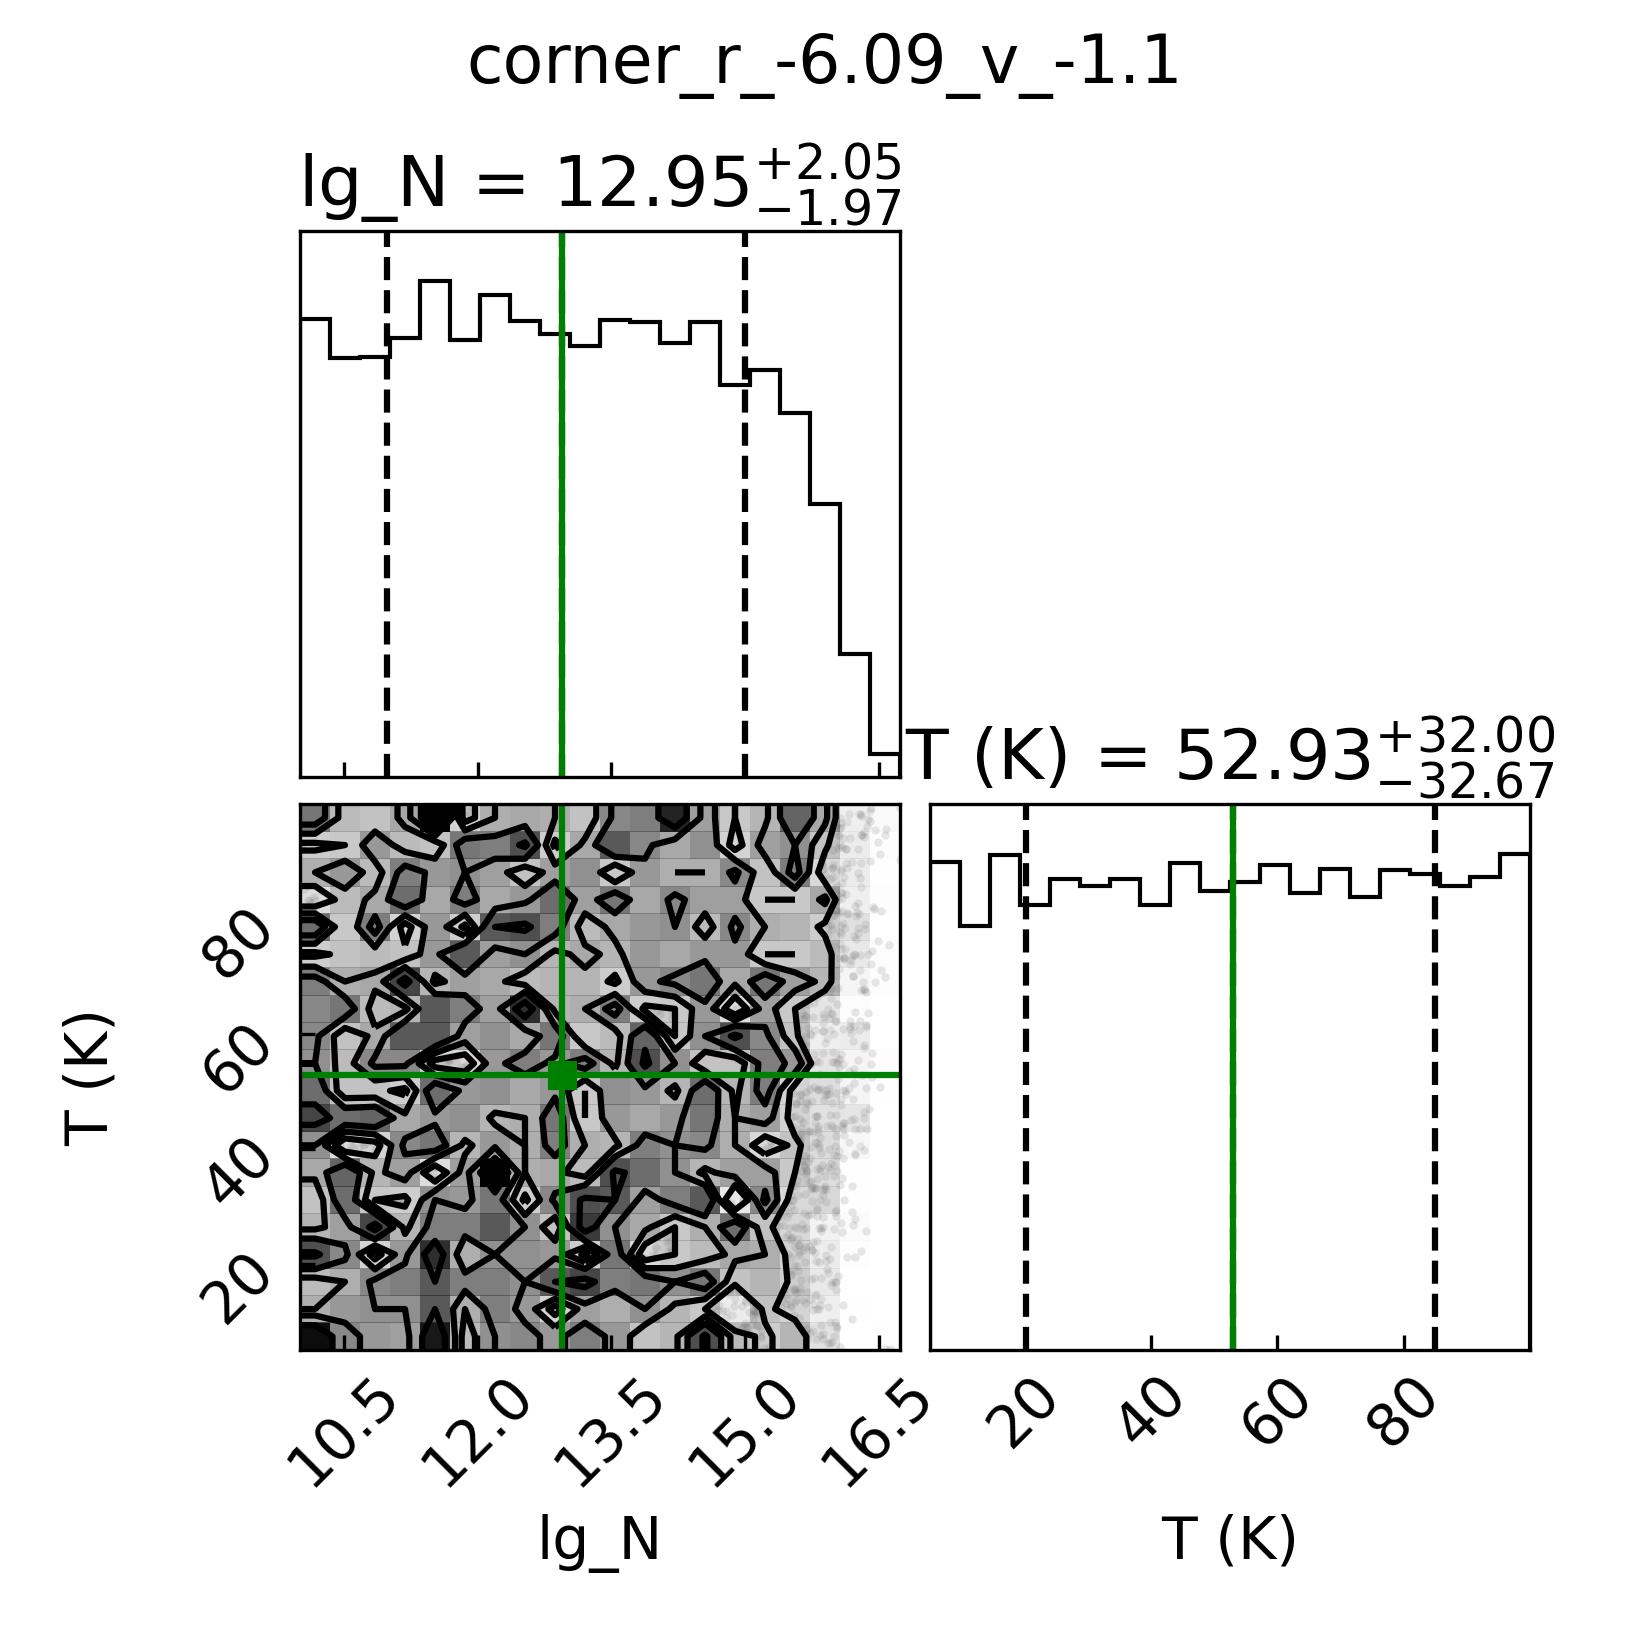 corner_r_-6.09_v_-1.1
lg_N = 12.95 +2.05 −1.97
T (K) = 52.93 +32.00 −32.67
T (K)
80
60
40
20
10.5 12.0 13.5 15.0 16.5
20 40 60 80
lg_N
T (K)